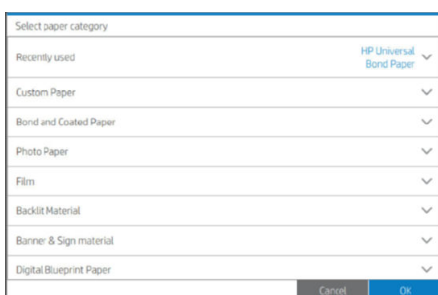 Select paper category
Recently used
HP Universal
Bond Paper
Custom Paper
Bond and Coated Paper
Photo Paper
Film
Backlit Material
Banner & Sign material
Digital Blueprint Paper
Cancel
OK